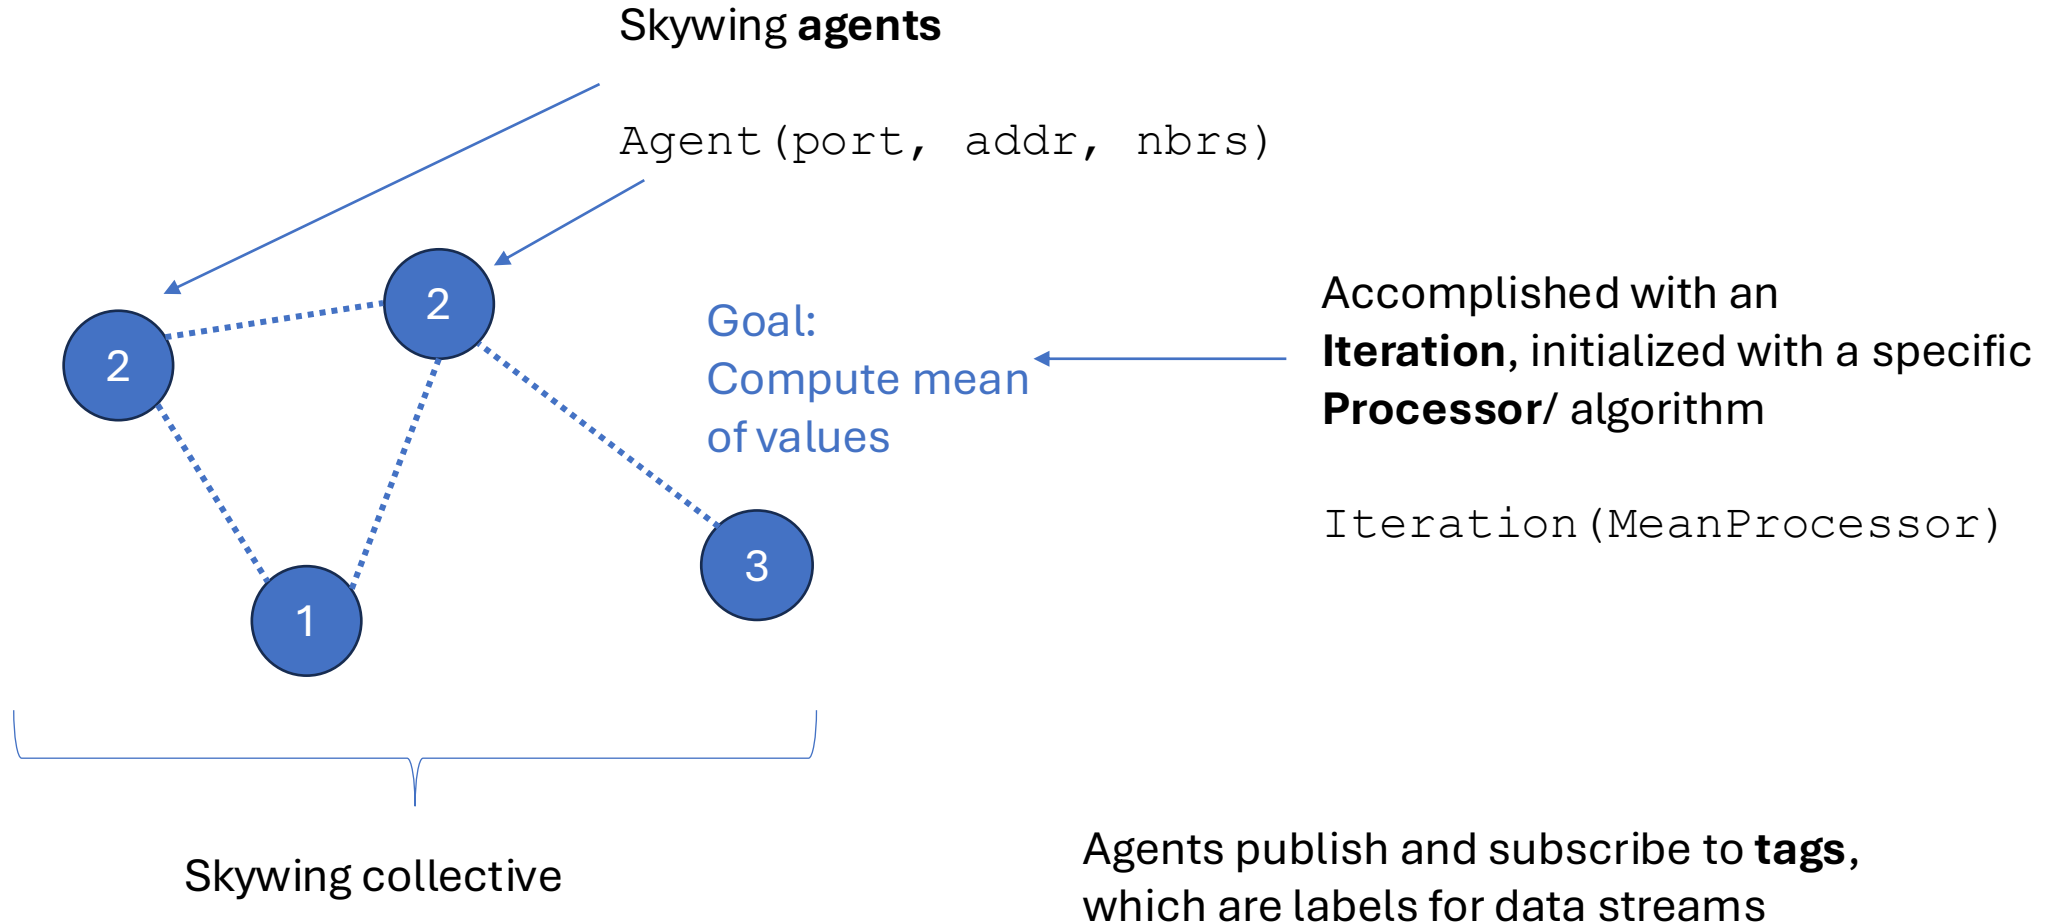 Skywing agents
Agent(port, addr, nbrs)
2
2
Goal:
Compute mean
of values
Accomplished with an
Iteration, initialized with a specific
Processor/ algorithm
Iteration(MeanProcessor)
3
1
Skywing collective
Agents publish and subscribe to tags,
which are labels for data streams